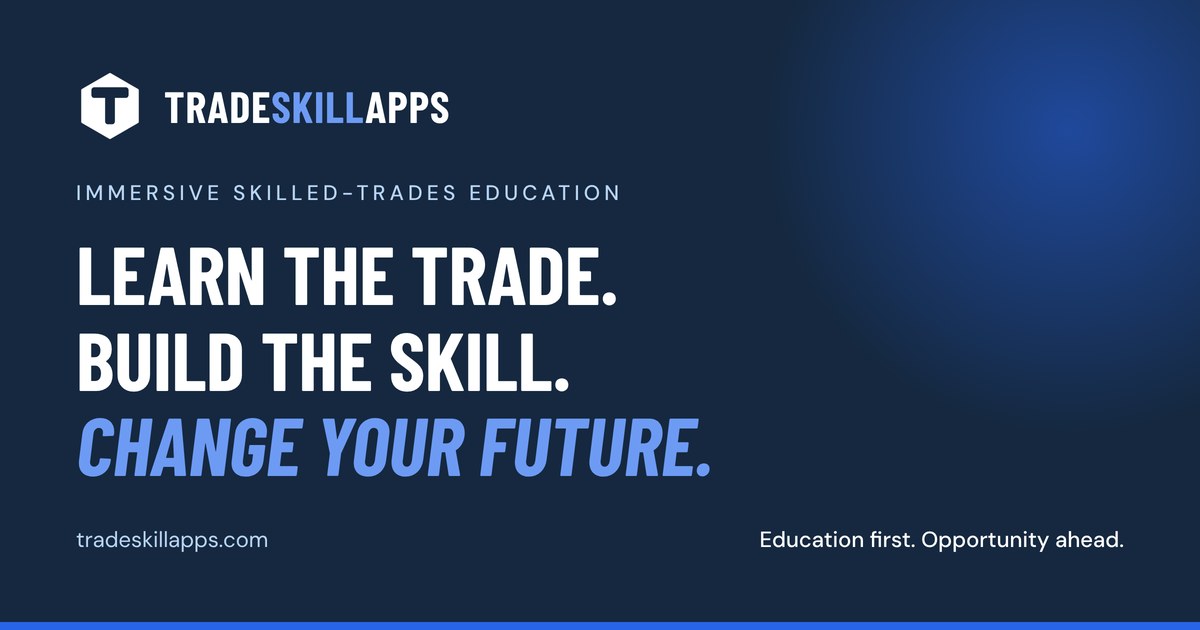 TRADESKILLAPPS
IMMERSIVE SKILLED-TRADES EDUCATION
LEARN THE TRADE.
BUILD THE SKILL.
CHANGE YOUR FUTURE.
tradeskillapps.com
Education first. Opportunity ahead.